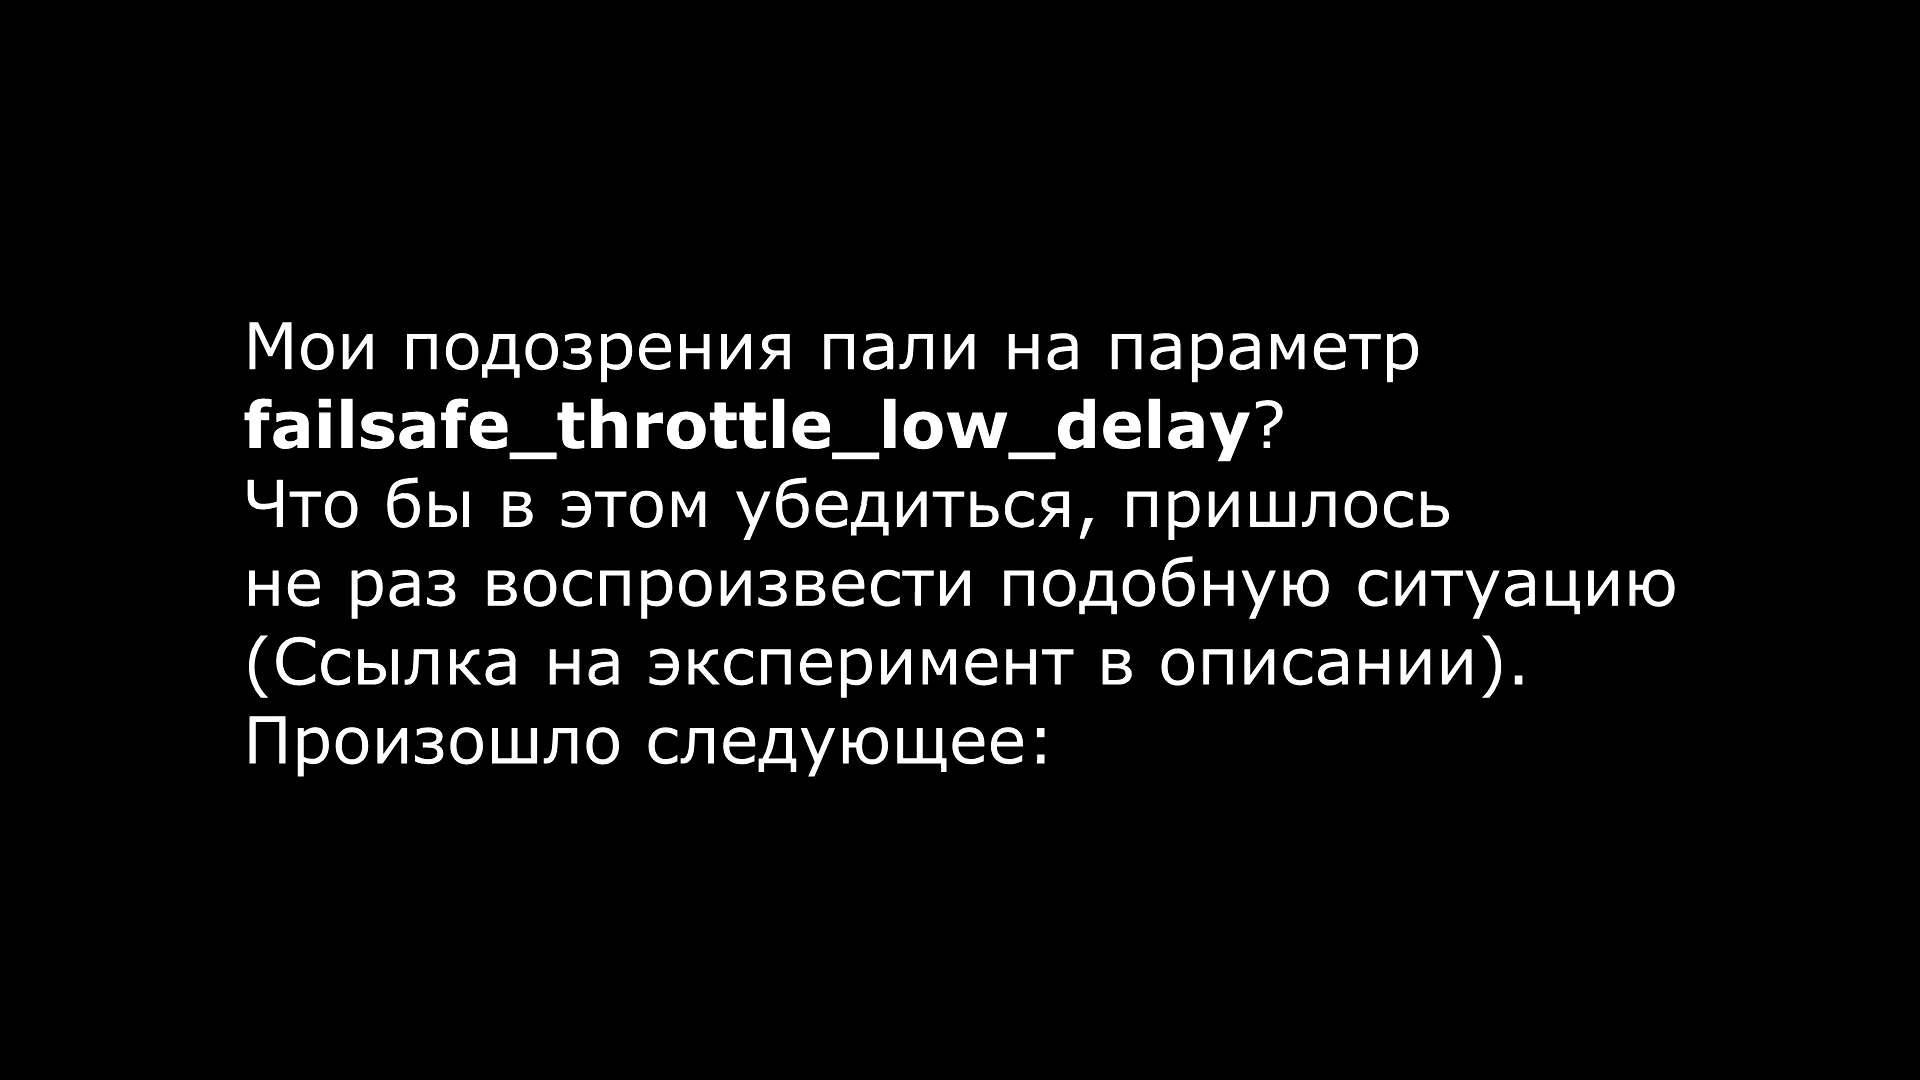 Мои подозрения пали на параметр
failsafe_throttle_low_delay?
Что бы в этом убедиться, пришлось
не раз воспроизвести подобную ситуацию
(Ссылка на эксперимент в описании).
Произошло следующее: